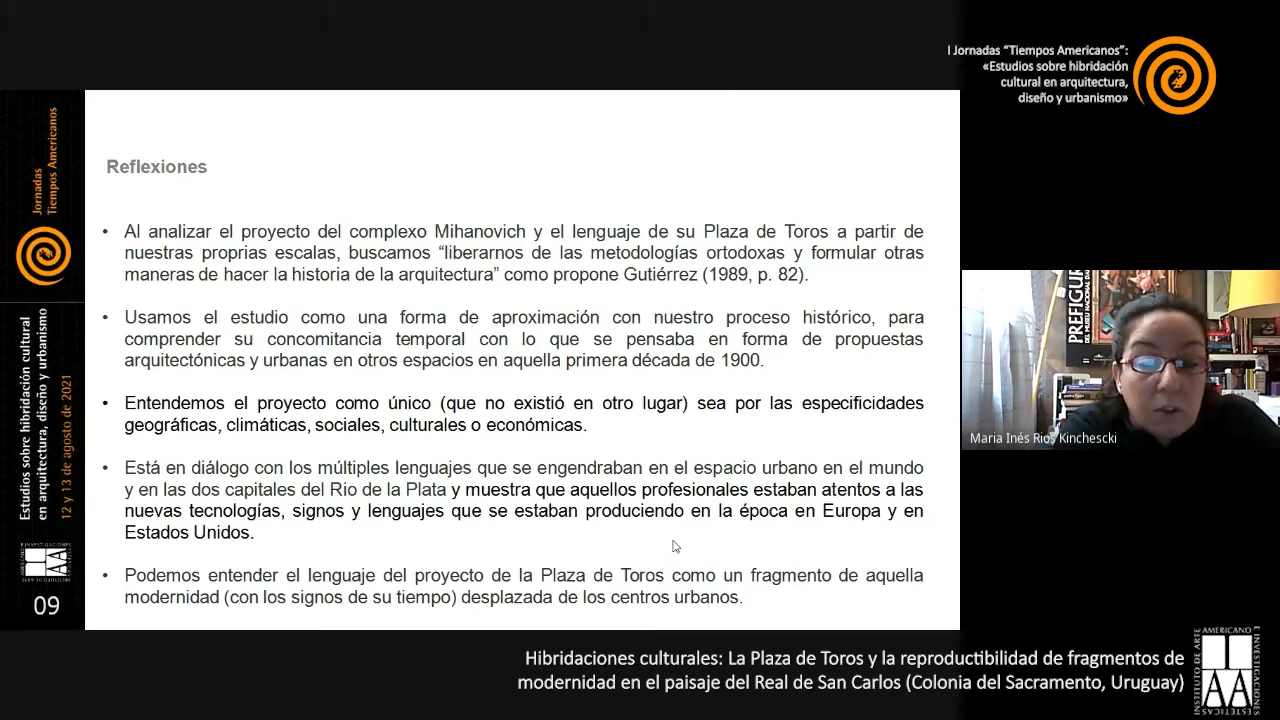 I Jornadas "Tiempos Americanos":
«Estudios sobre hibridación
cultural en arquitectura,
diseño y urbanismo»
Jornadas
Tiempos Americanos
Estudios sobre hibridación cultural
en arquitectura, diseño y urbanismo
12 y 13 de agosto de 2021
09
Reflexiones
• Al analizar el proyecto del complexo Mihanovich y el lenguaje de su Plaza de Toros a partir de
nuestras proprias escalas, buscamos “liberarnos de las metodologías ortodoxas y formular otras
maneras de hacer la historia de la arquitectura” como propone Gutiérrez (1989, p. 82).
• Usamos el estudio como una forma de aproximación con nuestro proceso histórico, para
comprender su concomitancia temporal con lo que se pensaba en forma de propuestas
arquitectónicas y urbanas en otros espacios en aquella primera década de 1900.
• Entendemos el proyecto como único (que no existió en otro lugar) sea por las especificidades
geográficas, climáticas, sociales, culturales o económicas.
• Está en diálogo con los múltiples lenguajes que se engendraban en el espacio urbano en el mundo
y en las dos capitales del Rio de la Plata y muestra que aquellos profesionales estaban atentos a las
nuevas tecnologías, signos y lenguajes que se estaban produciendo en la época en Europa y en
Estados Unidos.
• Podemos entender el lenguaje del proyecto de la Plaza de Toros como un fragmento de aquella
modernidad (con los signos de su tiempo) desplazada de los centros urbanos.
PREFIGU
Maria Inés Rios Kinchescki
Hibridaciones culturales: La Plaza de Toros y la reproductibilidad de fragmentos de
modernidad en el paisaje del Real de San Carlos (Colonia del Sacramento, Uruguay)
INSTITUTO DE ARTE
AMERICANO
E INVESTIGACIONES
ESTETICAS
IAA